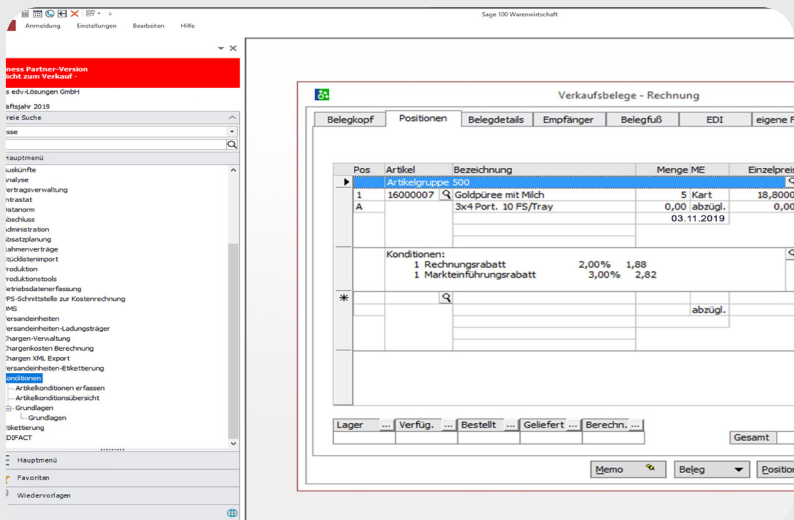 Sage 100 Warenwirtschaft
Anmeldung Einstellungen Bearbeiten Hilfe
ness Partner-Version
licht zum Verkauf -
s edv-Lösungen GmbH
äftsjahr 2019
reie Suche
sse
Hauptmenü
uskünfte
nalyse
ertragsverwaltung
ntrastat
atanorm
bschluss
dministration
bsatzplanung
ahmenverträge
tücklistenimport
roduktion
roduktionstools
etriebsdatenerfassung
PS-Schnittstelle zur Kostenrechnung
DMS
ersandeinheiten
ersandeinheiten-Ladungsträger
hargen-Verwaltung
hargenkosten Berechnung
hargen XML Export
ersandeinheiten-Etikettierung
onditionen
Artikelkonditionen erfassen
Artikelkonditionsübersicht
Grundlagen
Grundlagen
tikettierung
DIFACT
Hauptmenü
Favoriten
Wiedervorlagen
Verkaufsbelege - Rechnung
Belegkopf Positionen Belegdetails Empfänger Belegfuß EDI eigene F
Pos Artikel Bezeichnung Menge ME Einzelpreis
Artikelgruppe 500
1 16000007 Goldpüree mit Milch 5 Kart 18,8000
A 3x4 Port. 10 FS/Tray 0,00 abzügl. 0,00
03.11.2019
Konditionen:
1 Rechnungsrabatt 2,00% 1,88
1 Markteinführungsrabatt 3,00% 2,82
abzügl.
Lager ... Verfüg. ... Bestellt ... Geliefert ... Berechn. ...
Gesamt
Memo Beleg Position